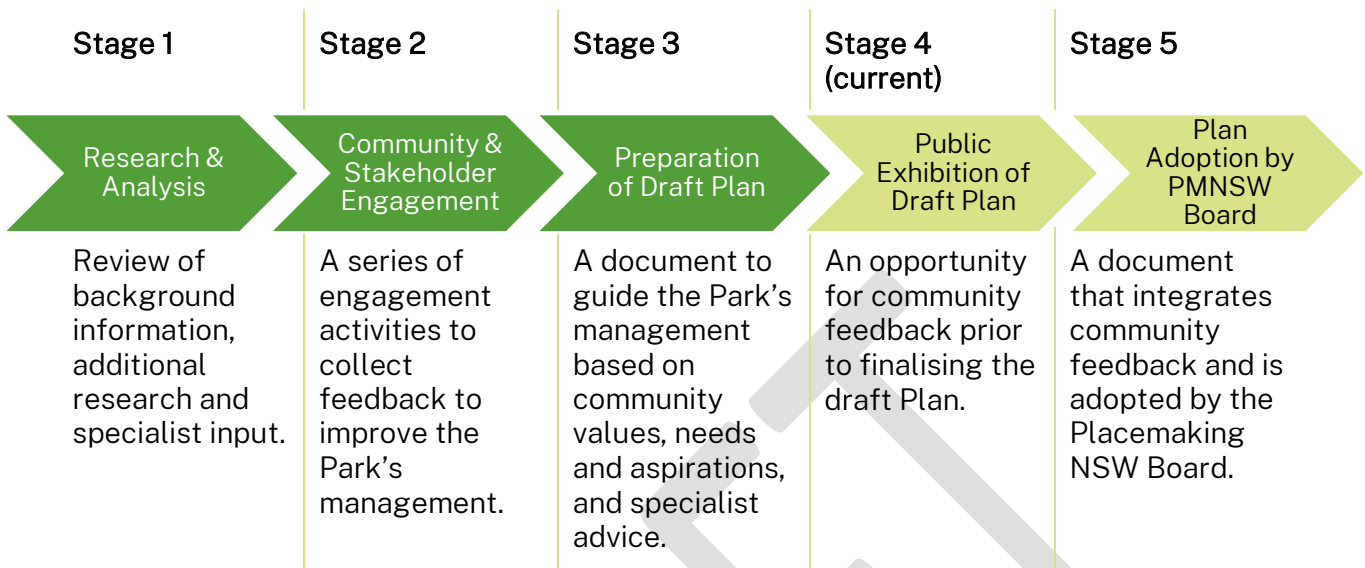 Stage 1
Research &
Analysis
Review of
background
information,
additional
research and
specialist input.
Stage 2
Community &
Stakeholder
Engagement
A series of
engagement
activities to
collect
feedback to
improve the
Park’s
management.
Stage 3
Preparation
of Draft Plan
A document to
guide the Park’s
management
based on
community
values, needs
and aspirations,
and specialist
advice.
Stage 4
(current)
Public
Exhibition of
Draft Plan
An opportunity
for community
feedback prior
to finalising the
draft Plan.
Stage 5
Plan
Adoption by
PMNSW
Board
A document
that integrates
community
feedback and is
adopted by the
Placemaking
NSW Board.